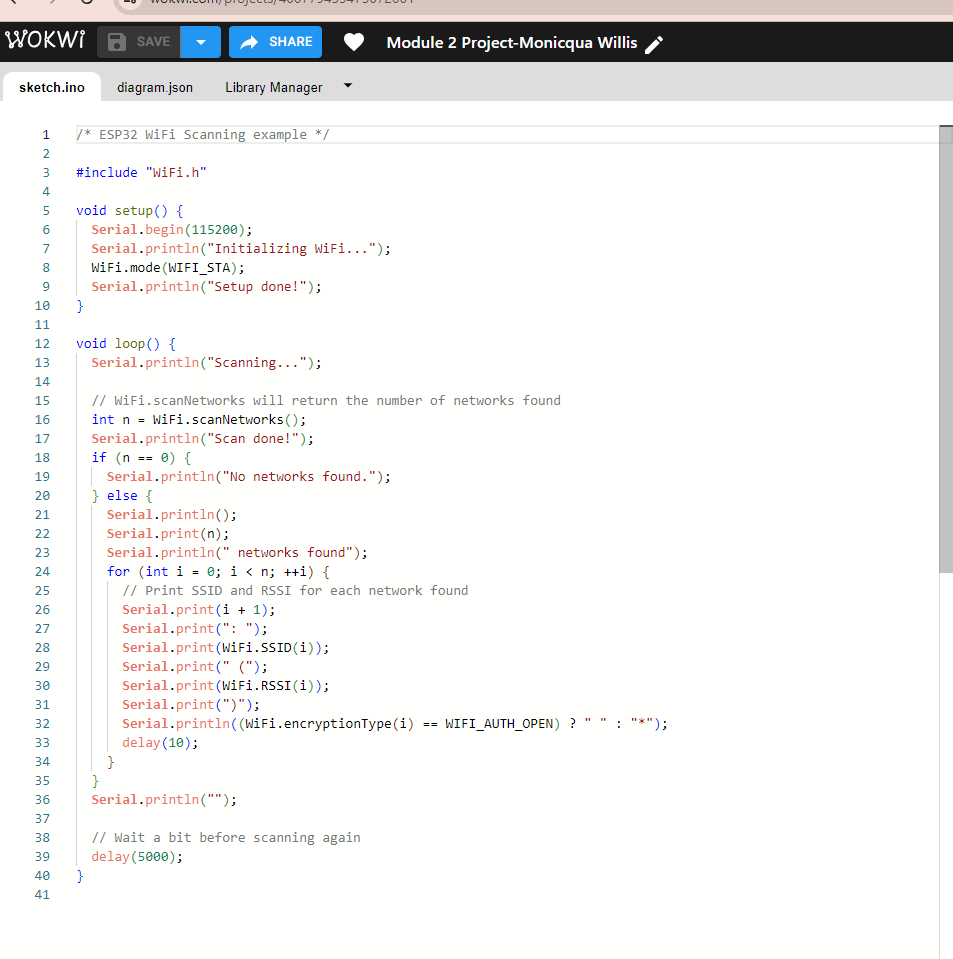 wokwi.com/projects/
WOKWI SAVE SHARE Module 2 Project-Monicqua Willis
sketch.ino diagram.json Library Manager
1 /* ESP32 WiFi Scanning example */
2
3 #include "WiFi.h"
4
5 void setup() {
6   Serial.begin(115200);
7   Serial.println("Initializing WiFi...");
8   WiFi.mode(WIFI_STA);
9   Serial.println("Setup done!");
10 }
11
12 void loop() {
13   Serial.println("Scanning...");
14
15   // WiFi.scanNetworks will return the number of networks found
16   int n = WiFi.scanNetworks();
17   Serial.println("Scan done!");
18   if (n == 0) {
19     Serial.println("No networks found.");
20   } else {
21     Serial.println();
22     Serial.print(n);
23     Serial.println(" networks found");
24     for (int i = 0; i < n; ++i) {
25       // Print SSID and RSSI for each network found
26       Serial.print(i + 1);
27       Serial.print(": ");
28       Serial.print(WiFi.SSID(i));
29       Serial.print(" (");
30       Serial.print(WiFi.RSSI(i));
31       Serial.print(")");
32       Serial.println((WiFi.encryptionType(i) == WIFI_AUTH_OPEN) ? " " : "*");
33       delay(10);
34     }
35   }
36   Serial.println("");
37
38   // Wait a bit before scanning again
39   delay(5000);
40 }
41